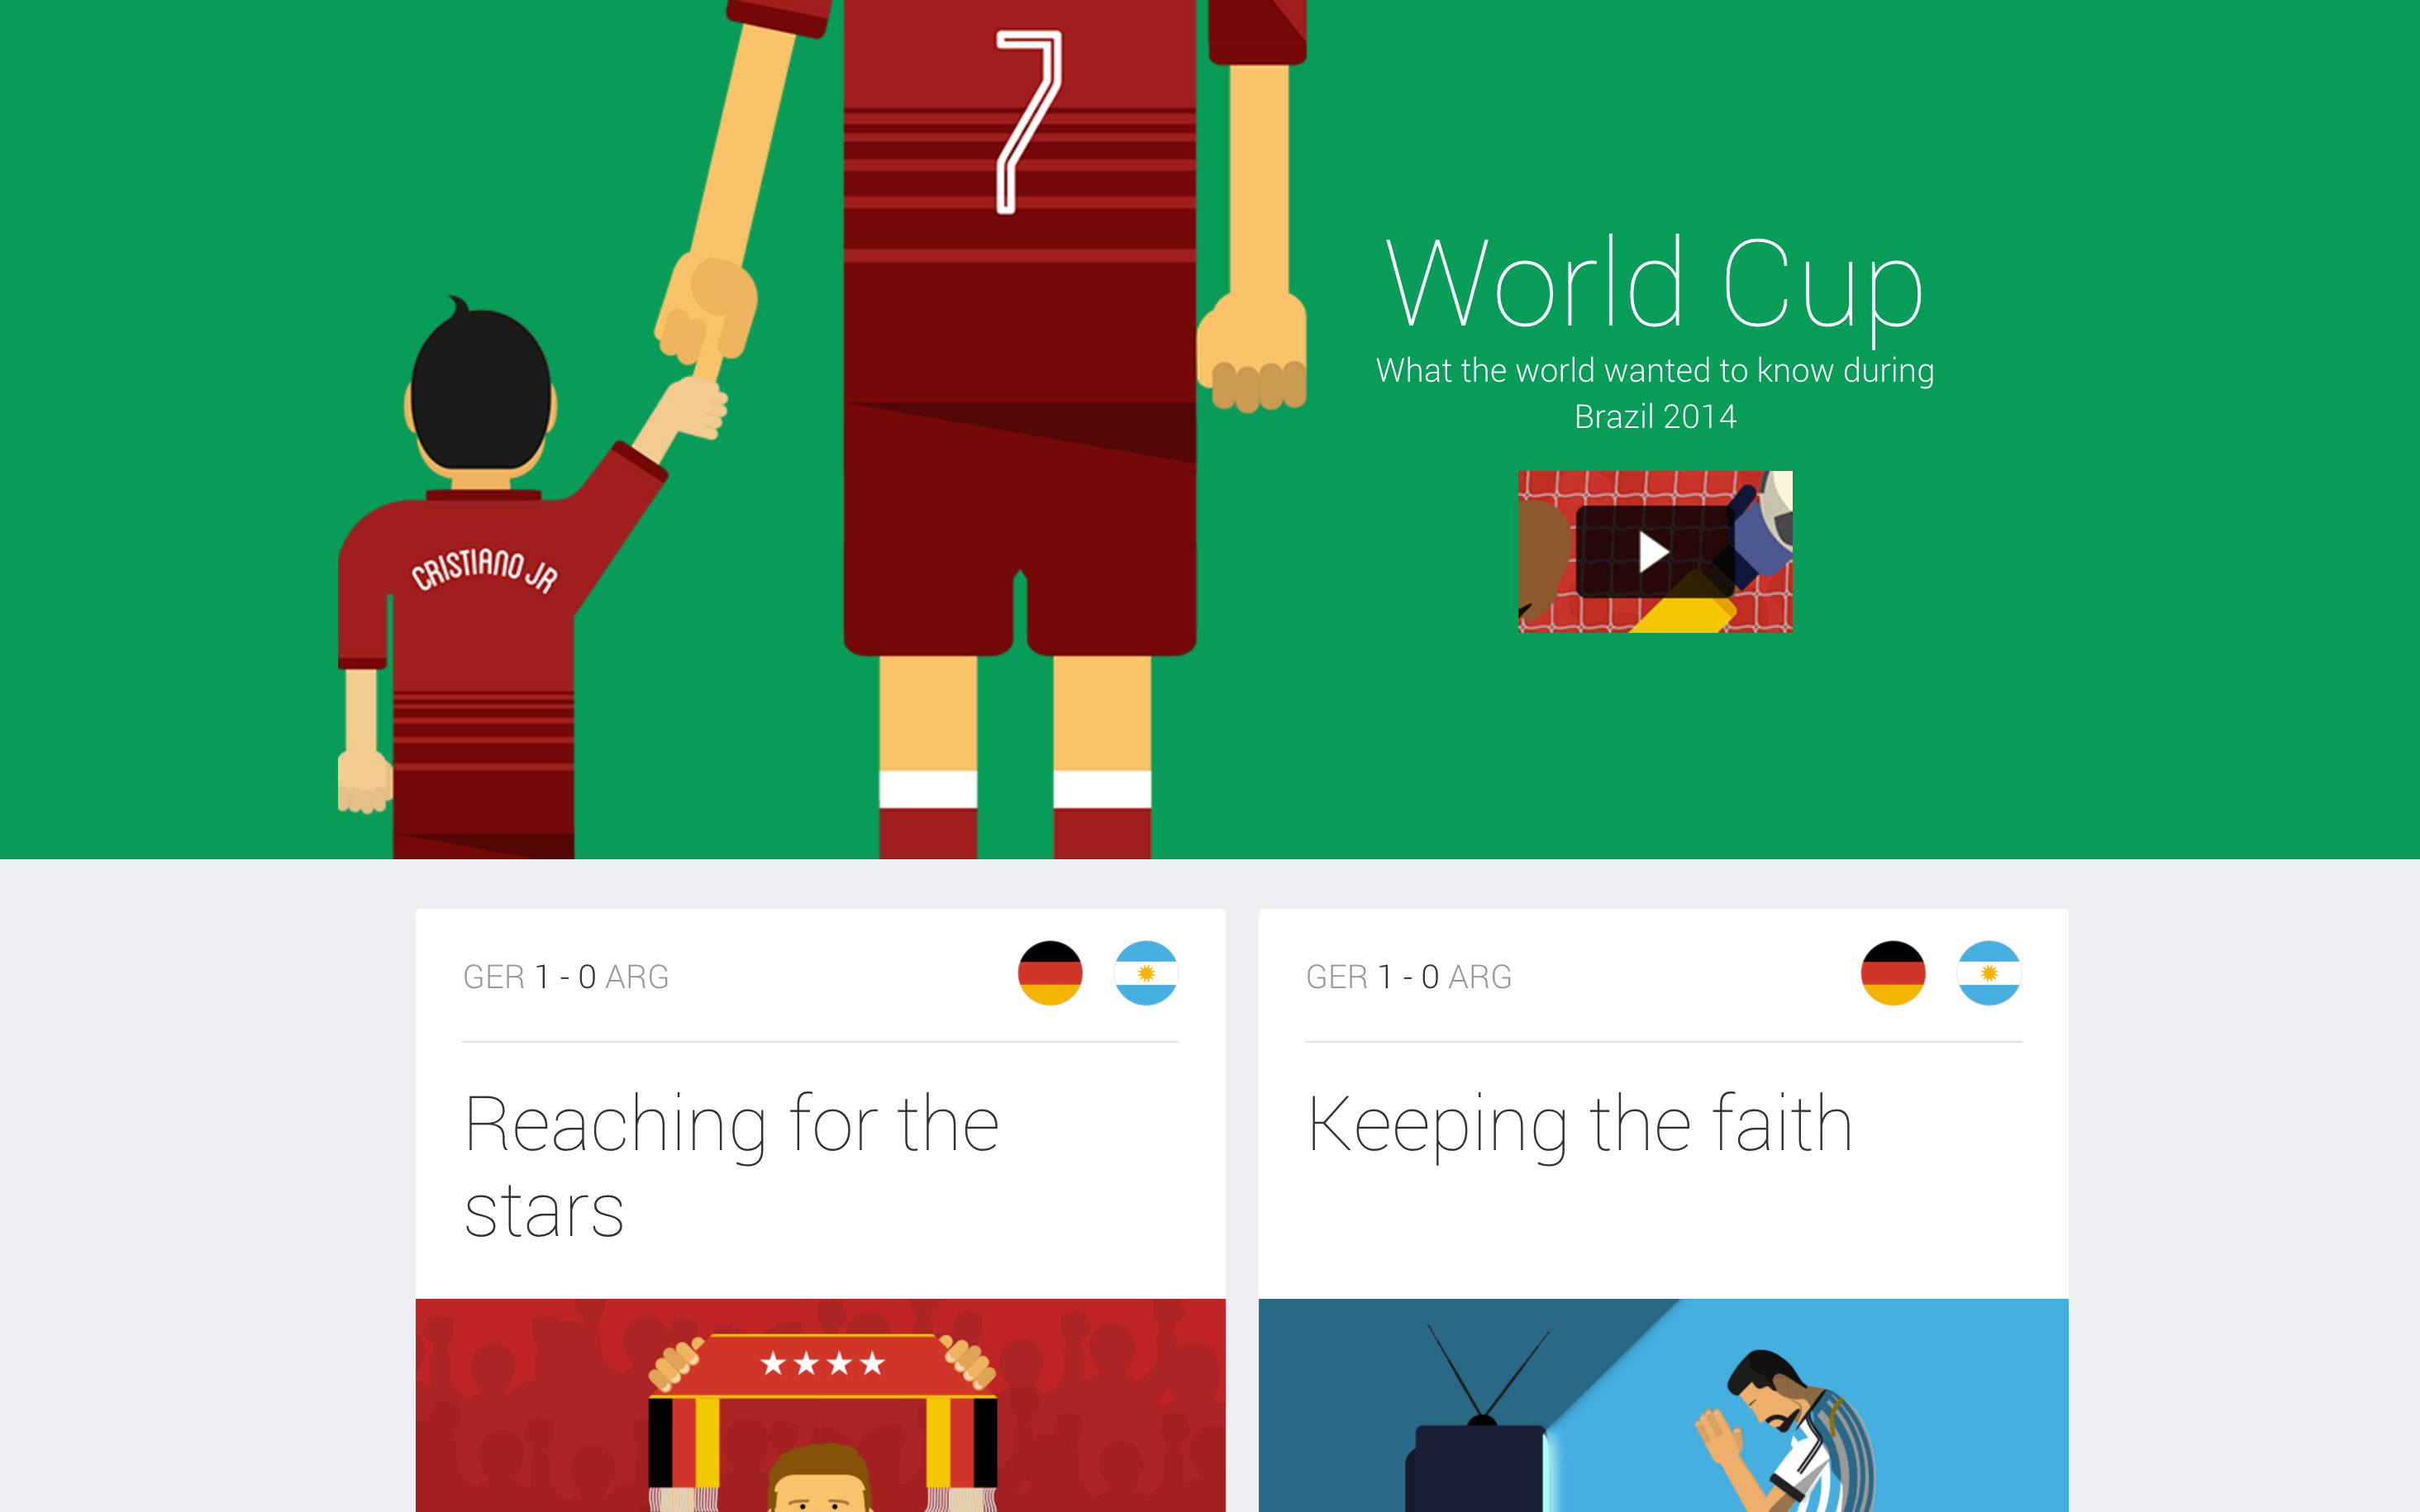 7
World Cup
What the world wanted to know during
Brazil 2014
CRISTIANO JR
GER 1 - 0 ARG
Reaching for the
stars
GER 1 - 0 ARG
Keeping the faith